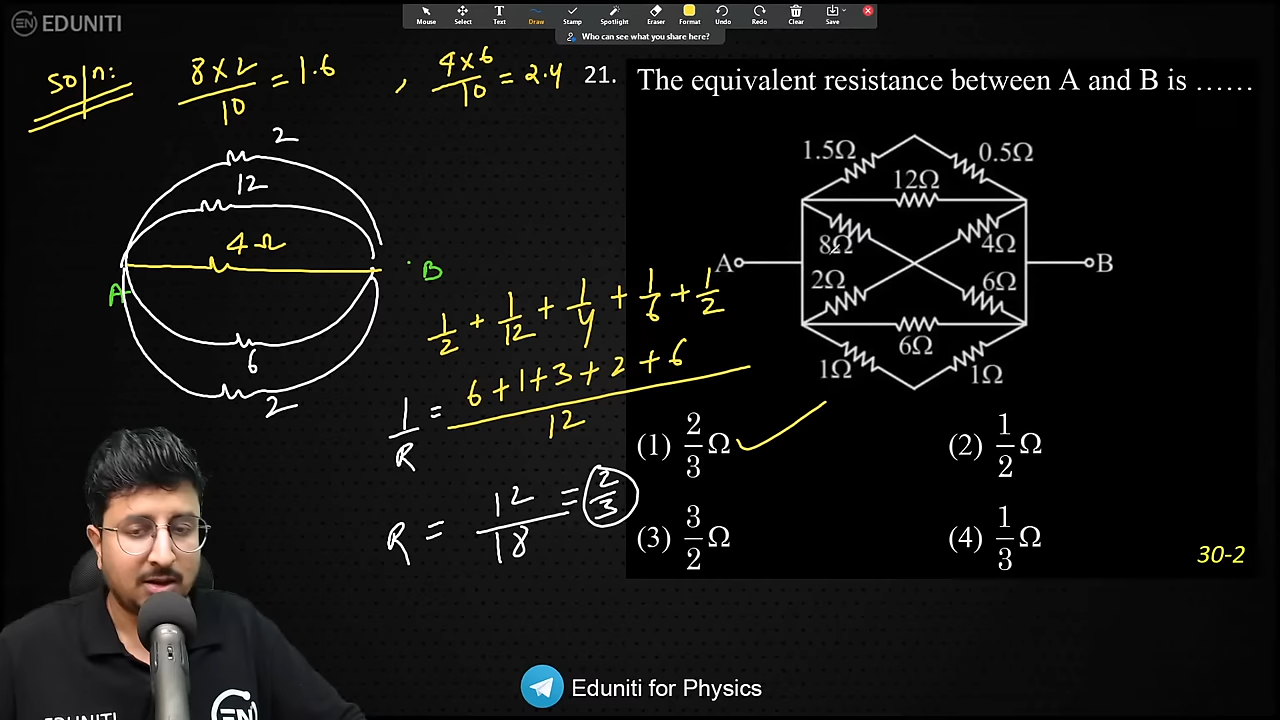 EDUNITI
Mouse Select Text Draw Stamp Spotlight Eraser Format Undo Redo Clear Save
Who can see what you share here?
Soln: 8×2/10 = 1.6 , 4×6/10 = 2.4
2
12
4Ω
A B
6
2
1/2 + 1/12 + 1/4 + 1/6 + 1/2
1/R = 6+1+3+2+6/12
R = 12/18 = 2/3
21. The equivalent resistance between A and B is ......
1.5Ω 0.5Ω
12Ω
8Ω 4Ω
A B
2Ω 6Ω
6Ω
1Ω 1Ω
(1) 2/3 Ω (2) 1/2 Ω
(3) 3/2 Ω (4) 1/3 Ω
30-2
Eduniti for Physics
EDUNITI EN